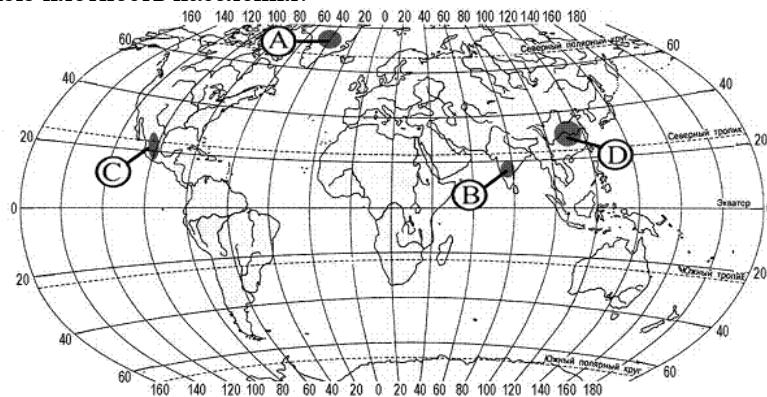 плотность населения.
160 140 120 100 80 60 40 20 0 20 40 60 80 100 120 140 160 180
A
60 Северный полярный круг 60
40 40
20 Северный тропик 20
C D
B
0 Экватор 0
20 Южный тропик 20
40 40
60 Южный полярный круг 60
160 140 120 100 80 60 40 20 0 20 40 60 80 100 120 140 160 180